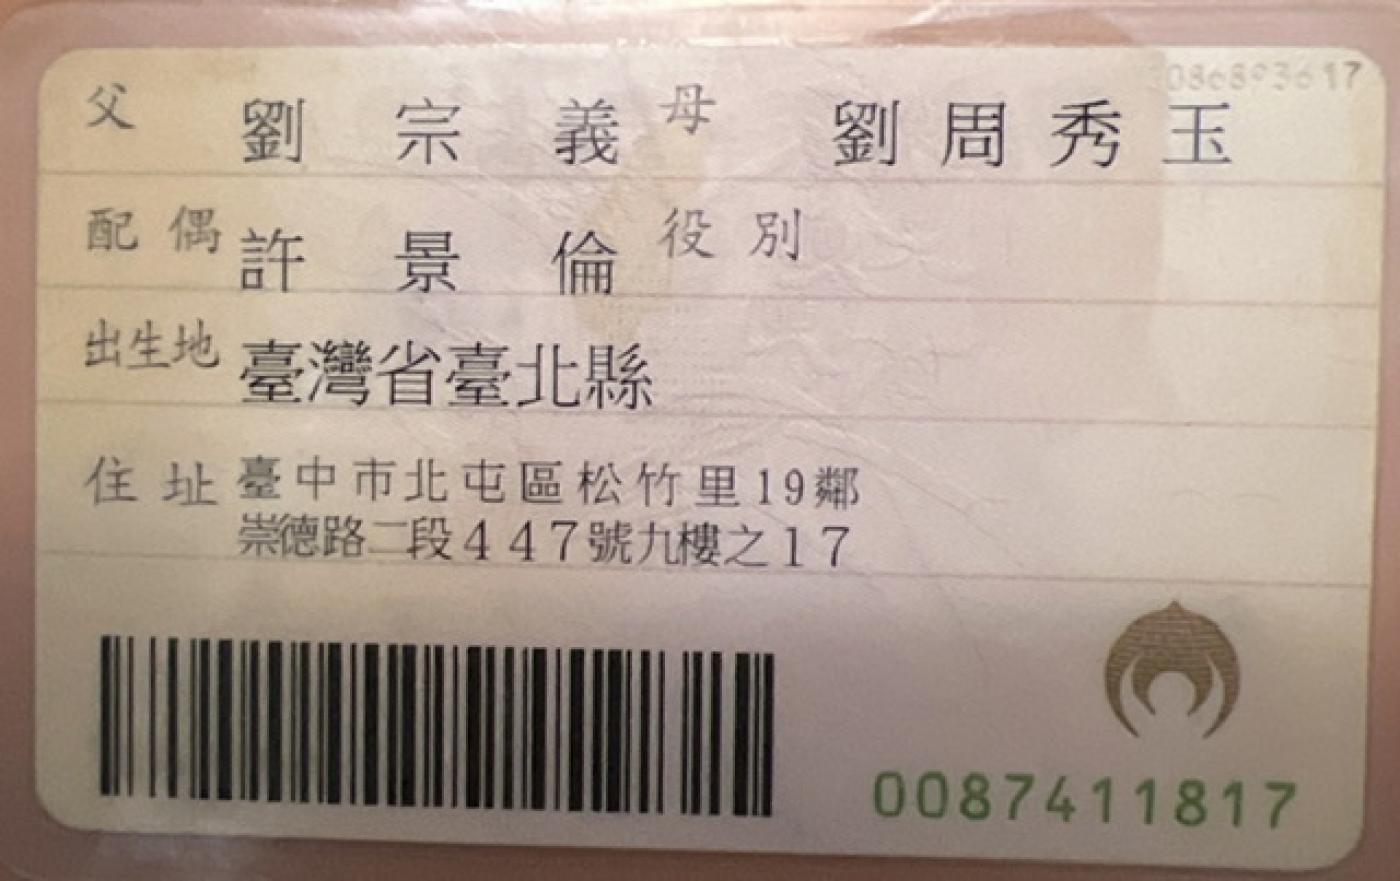 父 劉宗義 母 劉周秀玉
配偶 許景倫 役別
出生地 臺灣省臺北縣
住址 臺中市北屯區松竹里19鄰
崇德路二段447號九樓之17
0087411817